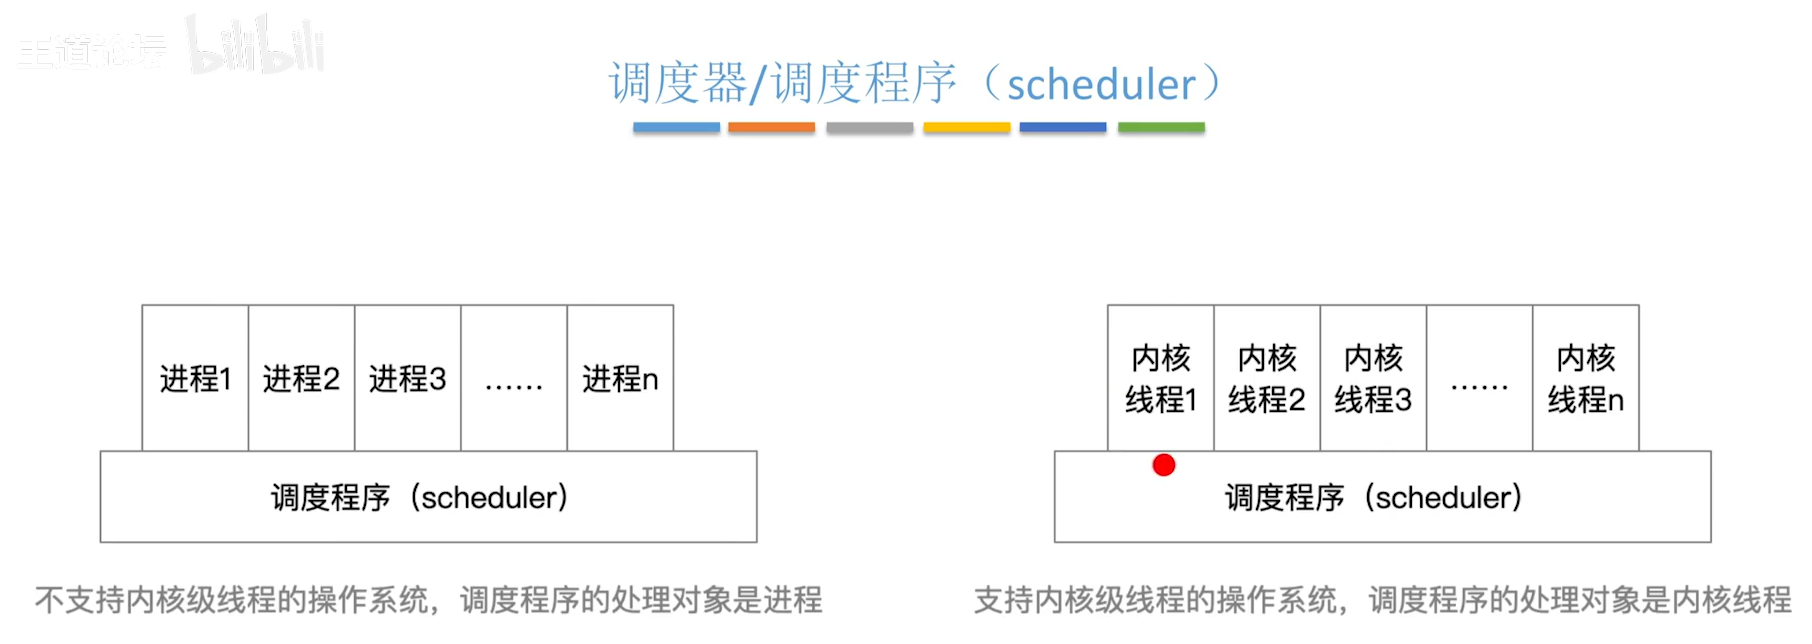 王道论坛 bilibili
调度器/调度程序（scheduler）
进程1 进程2 进程3 …… 进程n
调度程序（scheduler）
不支持内核级线程的操作系统，调度程序的处理对象是进程
内核 内核 内核 内核
线程1 线程2 线程3 …… 线程n
调度程序（scheduler）
支持内核级线程的操作系统，调度程序的处理对象是内核线程